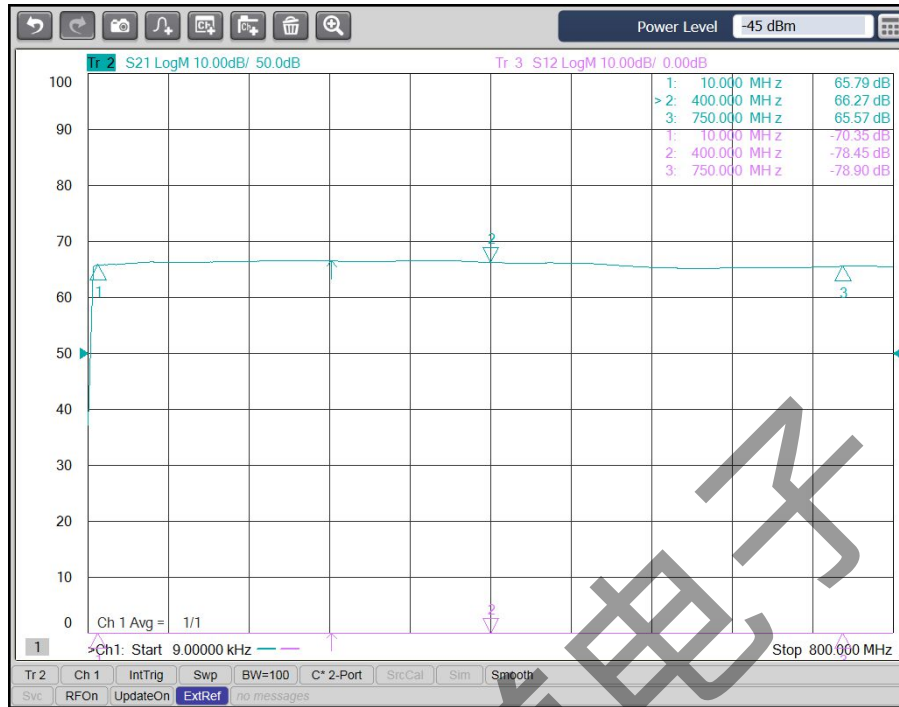 Power Level -45 dBm
Tr 2 S21 LogM 10.00dB/ 50.0dB
Tr 3 S12 LogM 10.00dB/ 0.00dB
1: 10.000 MHz 65.79 dB
> 2: 400.000 MHz 66.27 dB
3: 750.000 MHz 65.57 dB
1: 10.000 MHz -70.35 dB
2: 400.000 MHz -78.45 dB
3: 750.000 MHz -78.90 dB
100
90
80
70
60
50
40
30
20
10
0
2
1
3
2
Ch 1 Avg = 1/1
1 >Ch1: Start 9.00000 kHz Stop 800.000 MHz
Tr 2 Ch 1 IntTrig Swp BW=100 C* 2-Port SrcCal Sim Smooth
Svc RFOn UpdateOn ExtRef no messages
电子